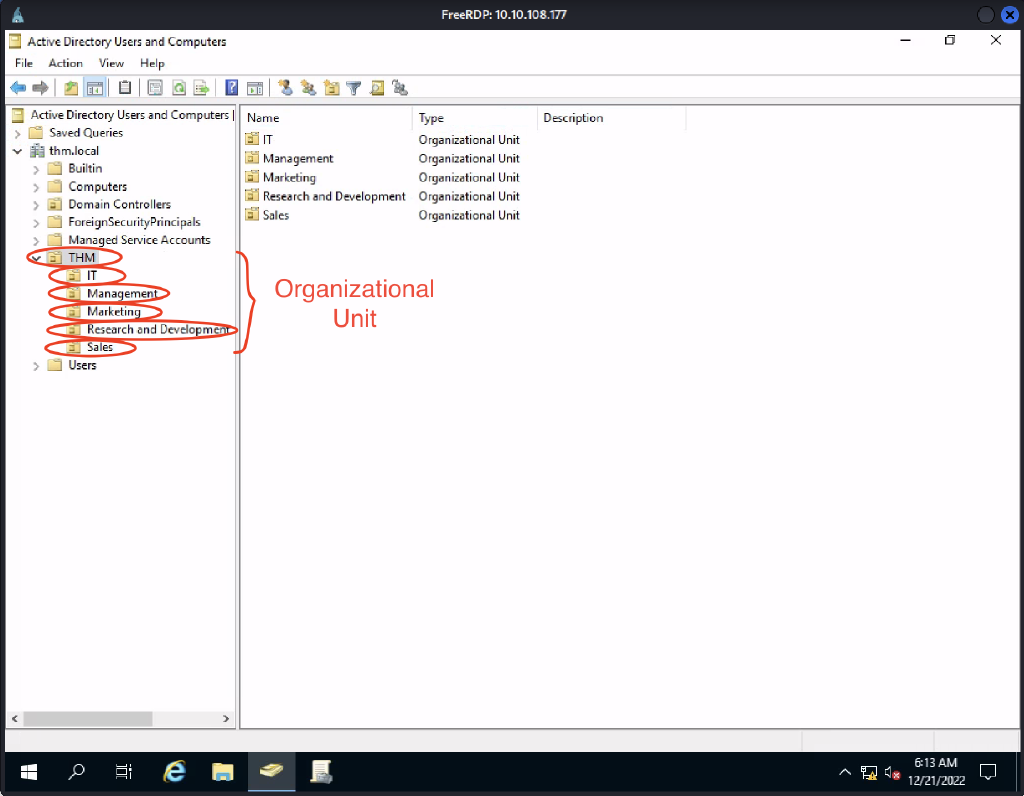 FreeRDP: 10.10.108.177
Active Directory Users and Computers
File Action View Help
Active Directory Users and Computers [
Saved Queries
thm.local
Builtin
Computers
Domain Controllers
ForeignSecurityPrincipals
Managed Service Accounts
THM
IT
Management
Marketing
Research and Development
Sales
Users
Name Type Description
IT Organizational Unit
Management Organizational Unit
Marketing Organizational Unit
Research and Development Organizational Unit
Sales Organizational Unit
Organizational
Unit
6:13 AM
12/21/2022